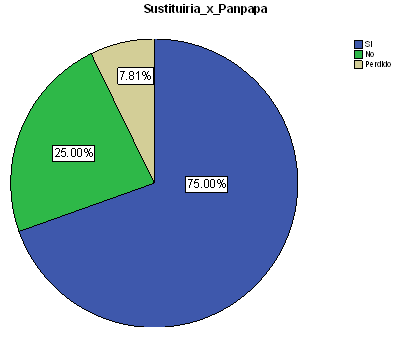 Sustituiria_x_Panpapa
SI
No
Perdido
7.81%
25.00%
75.00%